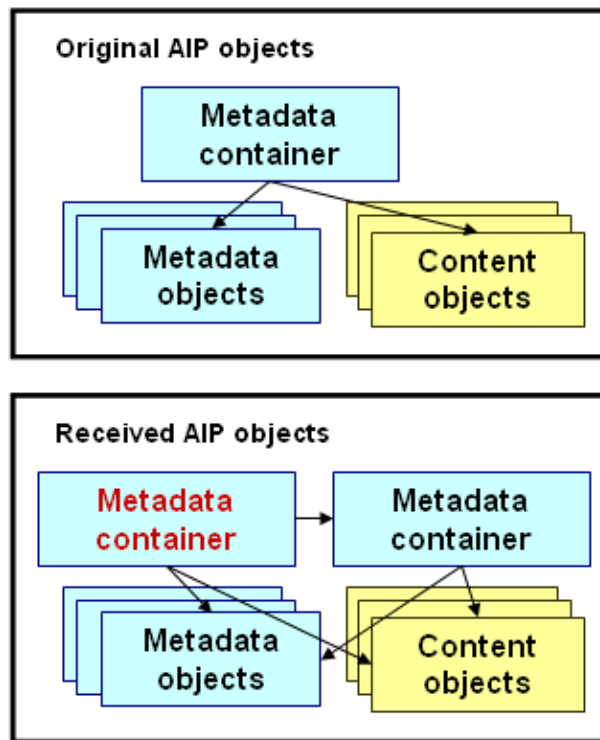 Original AIP objects
Metadata
container
Metadata
objects
Content
objects
Received AIP objects
Metadata
container
Metadata
container
Metadata
objects
Content
objects